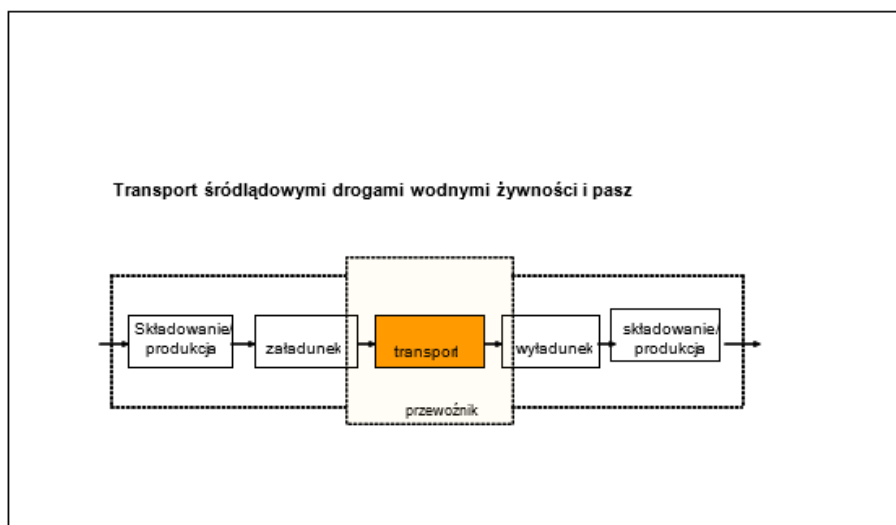 Transport śródlądowymi drogami wodnymi żywności i pasz
Składowanie/
produkcja
załadunek
transport
wyładunek
składowanie/
produkcja
przewoźnik